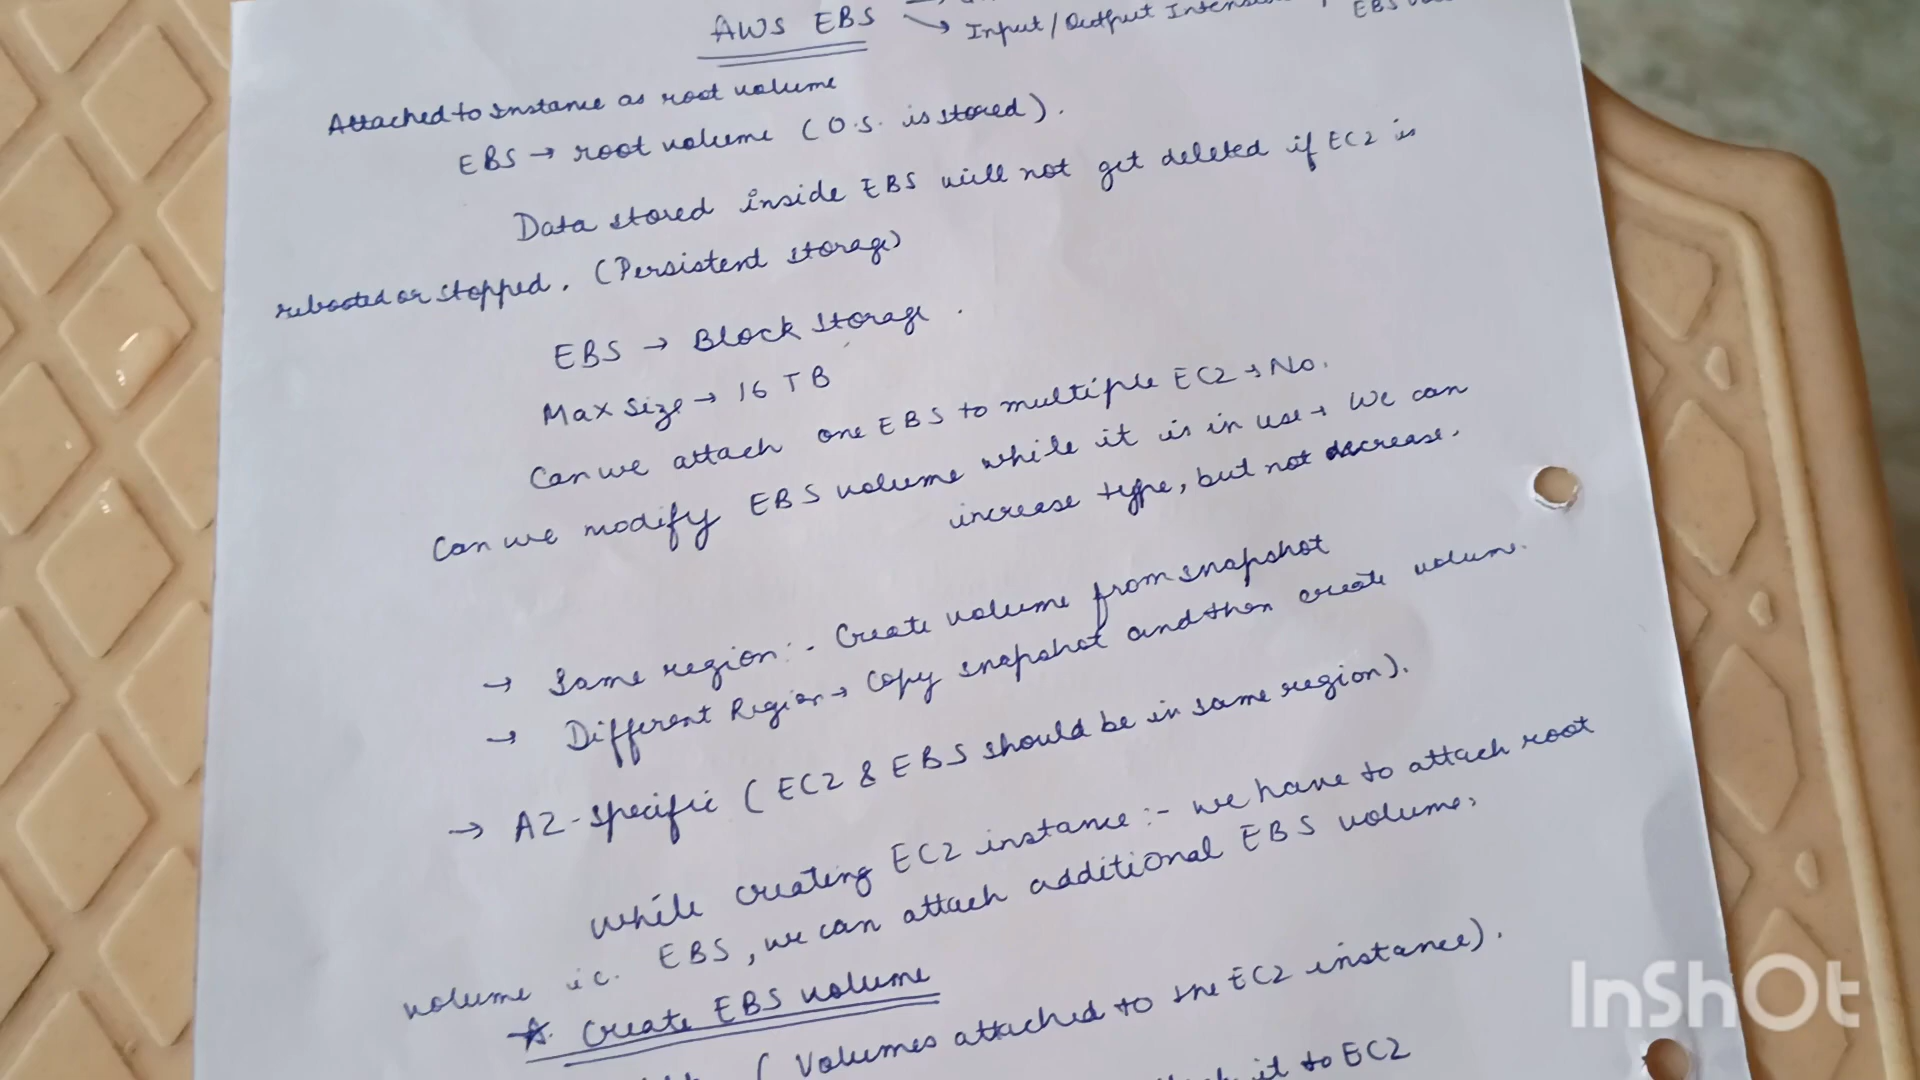 AWS EBS → Input/Output Intensi
Attached to instance as root volume
EBS → root volume (O.S. is stored).
Data stored inside EBS will not get deleted if EC2 is
rebooted or stopped. (Persistent storage)
EBS → Block Storage.
Max Size → 16 TB
Can we attach one EBS to multiple EC2 → No.
Can we modify EBS volume while it is in use → We can
increase type, but not decrease.
→ Same region :- Create volume from snapshot
→ Different Region → Copy snapshot and then create volume.
→ AZ-specific (EC2 & EBS should be in same region).
While creating EC2 instance :- we have to attach root
volume ie. EBS, we can attach additional EBS volume.
☆. Create EBS volume
(Volumes attached to the EC2 instance).
it to EC2
InShOt